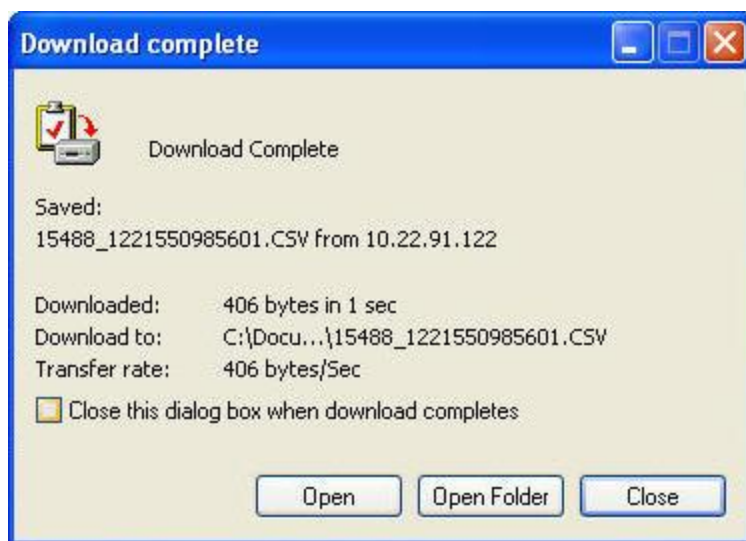 Download complete
Download Complete
Saved:
15488_1221550985601.CSV from 10.22.91.122
Downloaded: 406 bytes in 1 sec
Download to: C:\Docu...\15488_1221550985601.CSV
Transfer rate: 406 bytes/Sec
Close this dialog box when download completes
Open Open Folder Close